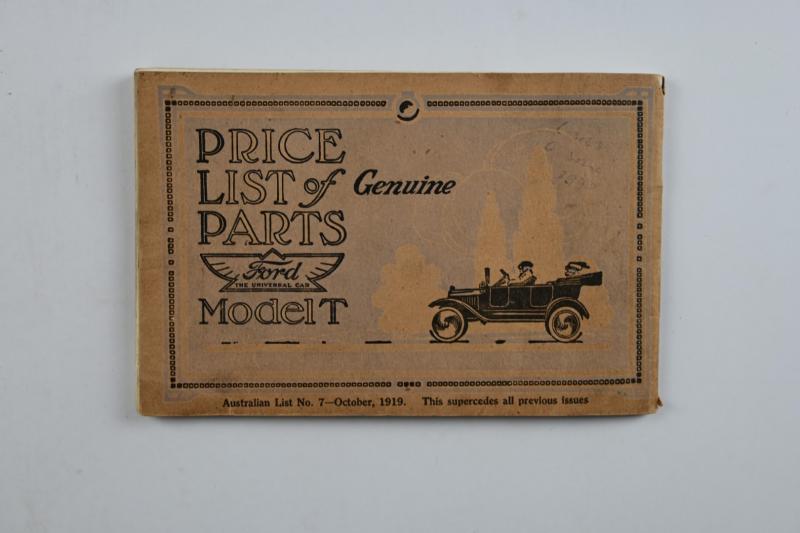 PRICE
LIST of Genuine
PARTS
Ford
THE UNIVERSAL CAR
Model T
Australian List No. 7—October, 1919. This supercedes all previous issues